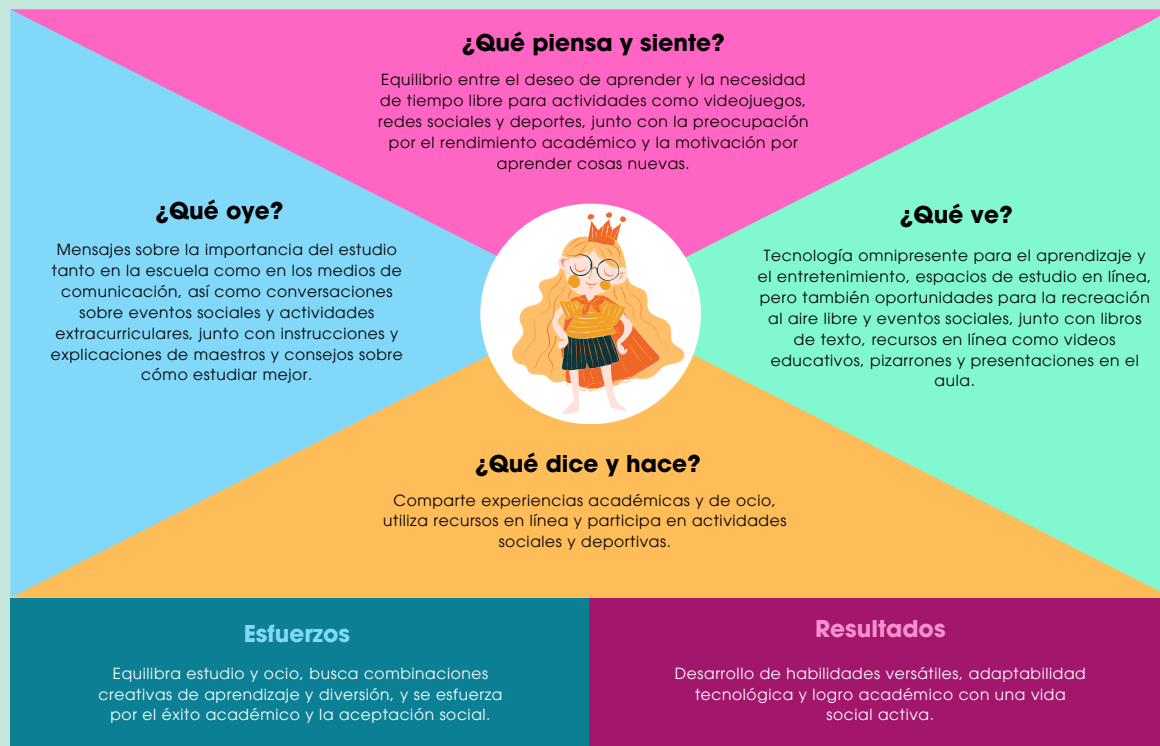 ¿Qué piensa y siente?
Equilibrio entre el deseo de aprender y la necesidad
de tiempo libre para actividades como videojuegos,
redes sociales y deportes, junto con la preocupación
por el rendimiento académico y la motivación por
aprender cosas nuevas.
¿Qué oye?
Mensajes sobre la importancia del estudio
tanto en la escuela como en los medios de
comunicación, así como conversaciones
sobre eventos sociales y actividades
extracurriculares, junto con instrucciones y
explicaciones de maestros y consejos sobre
cómo estudiar mejor.
¿Qué ve?
Tecnología omnipresente para el aprendizaje y
el entretenimiento, espacios de estudio en línea,
pero también oportunidades para la recreación
al aire libre y eventos sociales, junto con libros
de texto, recursos en línea como videos
educativos, pizarrones y presentaciones en el
aula.
¿Qué dice y hace?
Comparte experiencias académicas y de ocio,
utiliza recursos en línea y participa en actividades
sociales y deportivas.
Esfuerzos
Equilibra estudio y ocio, busca combinaciones
creativas de aprendizaje y diversión, y se esfuerza
por el éxito académico y la aceptación social.
Resultados
Desarrollo de habilidades versátiles, adaptabilidad
tecnológica y logro académico con una vida
social activa.